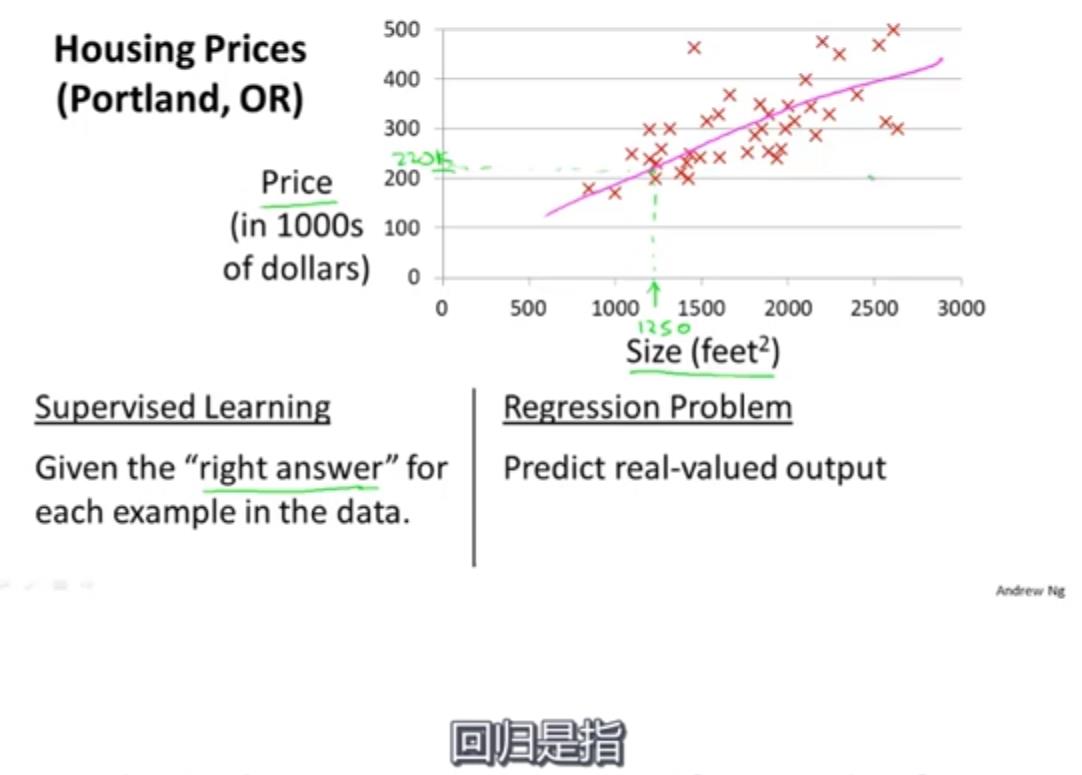 Housing Prices
(Portland, OR)
Price
(in 1000s
of dollars)
500
400
300
220K
200
100
0
0 500 1000 1500 2000 2500 3000
1250
Size (feet²)
Supervised Learning
Given the “right answer” for
each example in the data.
Regression Problem
Predict real-valued output
Andrew Ng
回归是指